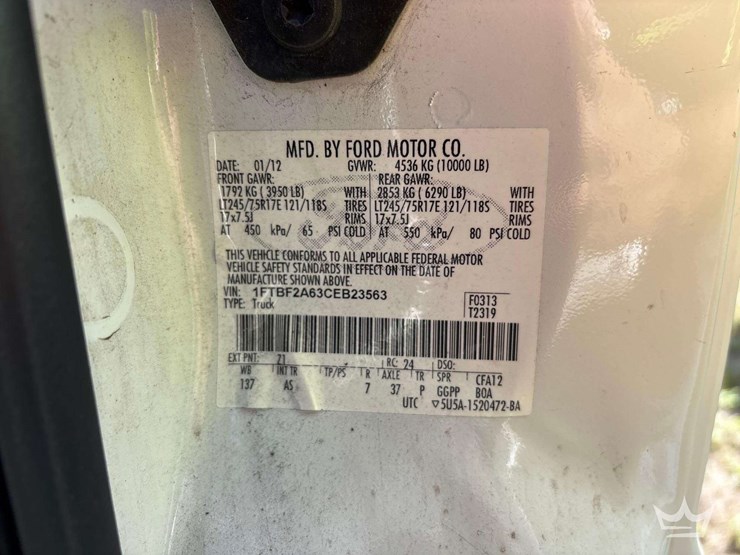 MFD. BY FORD MOTOR CO.
DATE: 01/12 GVWR: 4536 KG (10000 LB)
FRONT GAWR: REAR GAWR:
1792 KG ( 3950 LB) WITH 2853 KG ( 6290 LB) WITH
LT245/75R17E 121/118S TIRES LT245/75R17E 121/118S TIRES
17x7.5J RIMS 17x7.5J RIMS
AT 450 kPa/ 65 PSI COLD AT 550 kPa/ 80 PSI COLD
THIS VEHICLE CONFORMS TO ALL APPLICABLE FEDERAL MOTOR
VEHICLE SAFETY STANDARDS IN EFFECT ON THE DATE OF
MANUFACTURE SHOWN ABOVE.
VIN: 1FTBF2A63CEB23563
TYPE: Truck
F0313
T2319
EXT PNT: Z1 RC: 24 DSO:
WB INT TR TP/PS R AXLE TR SPR CFA12
137 AS 7 37 P GGPP BOA
UTC ▽5U5A-1520472-BA